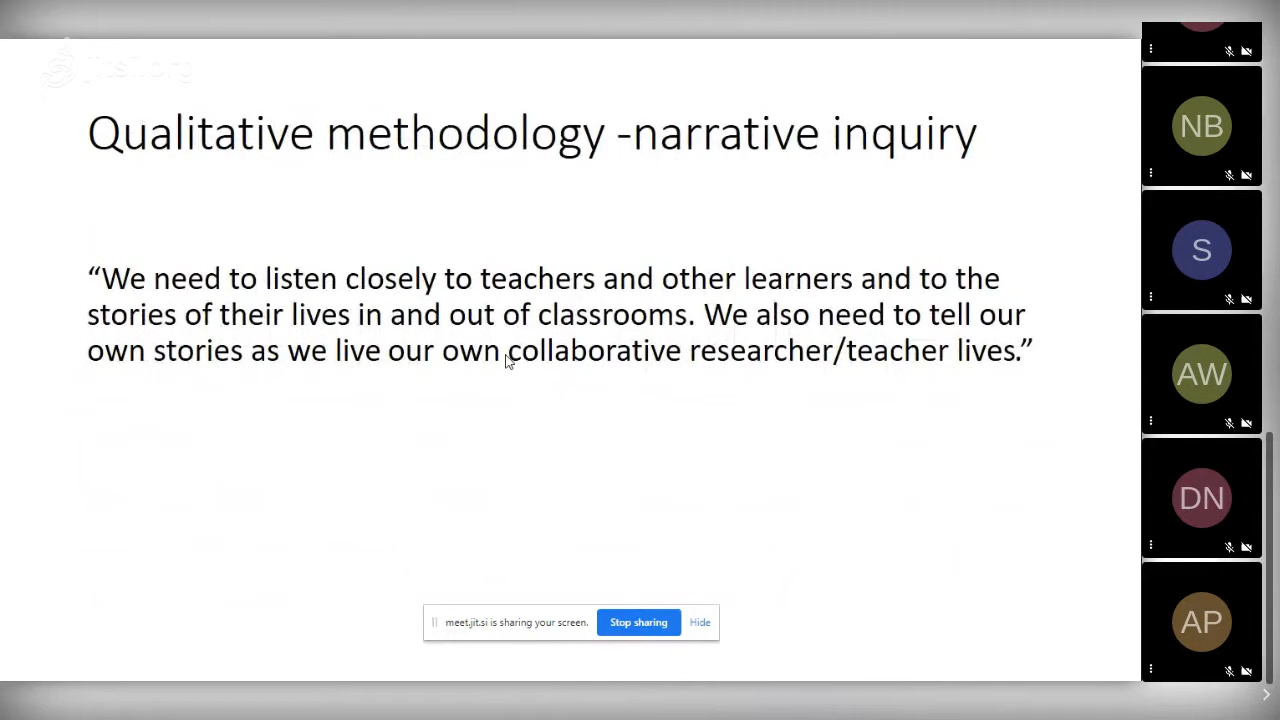 jitsi.org
Qualitative methodology -narrative inquiry
“We need to listen closely to teachers and other learners and to the
stories of their lives in and out of classrooms. We also need to tell our
own stories as we live our own collaborative researcher/teacher lives.”
meet.jit.si is sharing your screen. Stop sharing Hide
NB
S
AW
DN
AP